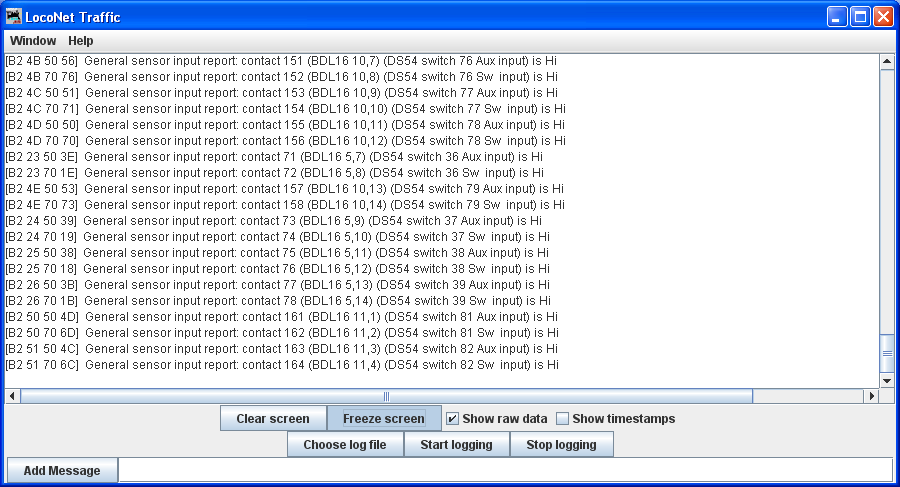 LocoNet Traffic
Window Help
[B2 4B 50 56] General sensor input report: contact 151 (BDL16 10,7) (DS54 switch 76 Aux input) is Hi
[B2 4B 70 76] General sensor input report: contact 152 (BDL16 10,8) (DS54 switch 76 Sw input) is Hi
[B2 4C 50 51] General sensor input report: contact 153 (BDL16 10,9) (DS54 switch 77 Aux input) is Hi
[B2 4C 70 71] General sensor input report: contact 154 (BDL16 10,10) (DS54 switch 77 Sw input) is Hi
[B2 4D 50 50] General sensor input report: contact 155 (BDL16 10,11) (DS54 switch 78 Aux input) is Hi
[B2 4D 70 70] General sensor input report: contact 156 (BDL16 10,12) (DS54 switch 78 Sw input) is Hi
[B2 23 50 3E] General sensor input report: contact 71 (BDL16 5,7) (DS54 switch 36 Aux input) is Hi
[B2 23 70 1E] General sensor input report: contact 72 (BDL16 5,8) (DS54 switch 36 Sw input) is Hi
[B2 4E 50 53] General sensor input report: contact 157 (BDL16 10,13) (DS54 switch 79 Aux input) is Hi
[B2 4E 70 73] General sensor input report: contact 158 (BDL16 10,14) (DS54 switch 79 Sw input) is Hi
[B2 24 50 39] General sensor input report: contact 73 (BDL16 5,9) (DS54 switch 37 Aux input) is Hi
[B2 24 70 19] General sensor input report: contact 74 (BDL16 5,10) (DS54 switch 37 Sw input) is Hi
[B2 25 50 38] General sensor input report: contact 75 (BDL16 5,11) (DS54 switch 38 Aux input) is Hi
[B2 25 70 18] General sensor input report: contact 76 (BDL16 5,12) (DS54 switch 38 Sw input) is Hi
[B2 26 50 3B] General sensor input report: contact 77 (BDL16 5,13) (DS54 switch 39 Aux input) is Hi
[B2 26 70 1B] General sensor input report: contact 78 (BDL16 5,14) (DS54 switch 39 Sw input) is Hi
[B2 50 50 4D] General sensor input report: contact 161 (BDL16 11,1) (DS54 switch 81 Aux input) is Hi
[B2 50 70 6D] General sensor input report: contact 162 (BDL16 11,2) (DS54 switch 81 Sw input) is Hi
[B2 51 50 4C] General sensor input report: contact 163 (BDL16 11,3) (DS54 switch 82 Aux input) is Hi
[B2 51 70 6C] General sensor input report: contact 164 (BDL16 11,4) (DS54 switch 82 Sw input) is Hi
Clear screen Freeze screen Show raw data Show timestamps
Choose log file Start logging Stop logging
Add Message